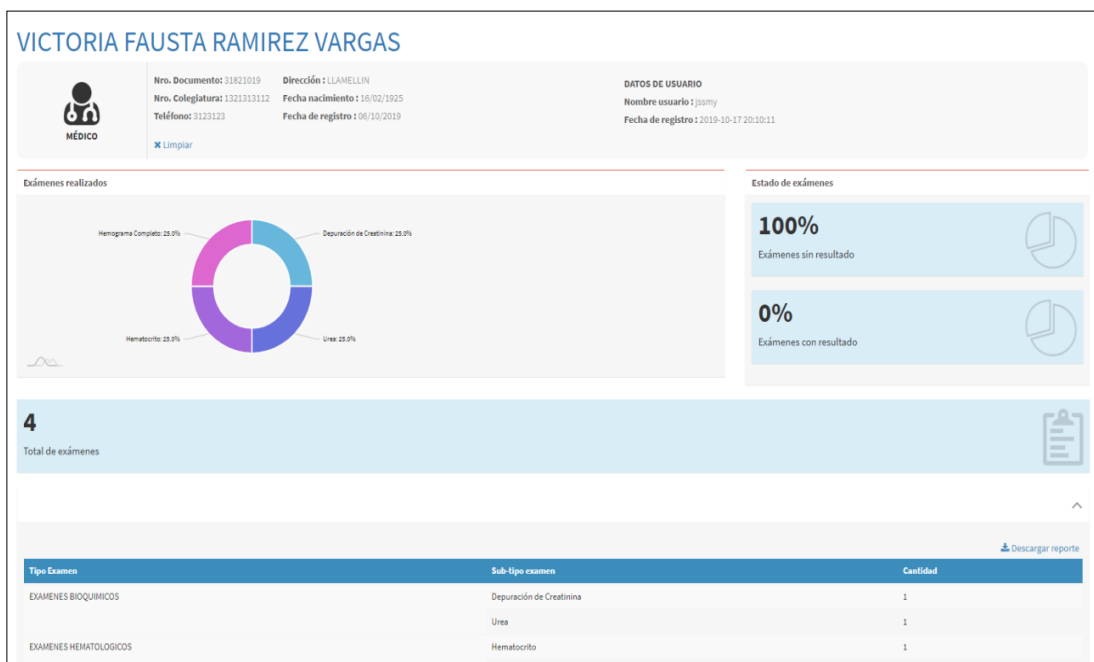 VICTORIA FAUSTA RAMIREZ VARGAS
MÉDICO
Nro. Documento: 31821019
Nro. Colegiatura: 1321313112
Teléfono: 3123123
Limpiar
Dirección : LLAMELLIN
Fecha nacimiento : 16/02/1925
Fecha de registro : 06/10/2019
DATOS DE USUARIO
Nombre usuario : jssmy
Fecha de registro : 2019-10-17 20:10:11
Exámenes realizados
Hemograma Completo: 25.0%
Depuración de Creatinina: 25.0%
Hematocrito: 25.0%
Urea: 25.0%
Estado de exámenes
100%
Exámenes sin resultado
0%
Exámenes con resultado
4
Total de exámenes
Descargar reporte
Tipo Examen Sub-tipo examen Cantidad
EXAMENES BIOQUIMICOS Depuración de Creatinina 1
Urea 1
EXAMENES HEMATOLOGICOS Hematocrito 1